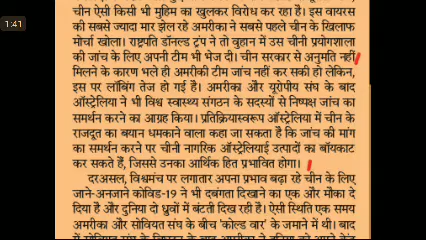 चीन ऐसी किसी भी मुहिम का खुलकर विरोध कर रहा है। इस वायरस
1:41
की सबसे ज्यादा मार झेल रहे अमरीका ने सबसे पहले चीन के खिलाफ
मोर्चा खोला। राष्ट्रपति डॉनल्ड ट्रंप ने तो वुहान में उस चीनी प्रयोगशाला
की जांच के लिए अपनी टीम भी भेज दी। चीन सरकार से अनुमति नहीं
मिलने के कारण भले ही अमरीकी टीम जांच नहीं कर सकी हो लेकिन,
इस पर लॉबिंग तेज हो गई है। अमरीका और यूरोपीय संघ के बाद
ऑस्ट्रेलिया ने भी विश्व स्वास्थ्य संगठन के सदस्यों से निष्पक्ष जांच का
समर्थन करने का आग्रह किया। प्रतिक्रियास्वरूप ऑस्ट्रेलिया में चीन के
राजदूत का बयान धमकाने वाला कहा जा सकता है कि जांच की मांग
का समर्थन करने पर चीनी नागरिक ऑस्ट्रेलियाई उत्पादों का बॉयकाट
कर सकते हैं, जिससे उनका आर्थिक हित प्रभावित होगा।
दरअसल, विश्वमंच पर लगातार अपना प्रभाव बढ़ा रहे चीन के लिए
जाने-अनजाने कोविड-19 ने भी दबंगता दिखाने का एक और मौका दे
दिया है और दुनिया दो ध्रुवों में बंटती दिख रही है। ऐसी स्थिति एक समय
अमरीका और सोवियत संघ के बीच 'कोल्ड वार' के जमाने में थी। बाद